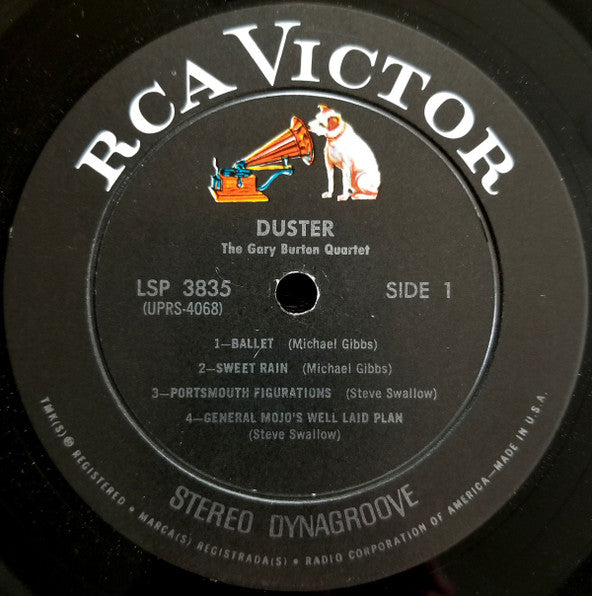 RCA VICTOR
DUSTER
The Gary Burton Quartet
LSP 3835
(UPRS-4068)
SIDE 1
1—BALLET (Michael Gibbs)
2—SWEET RAIN (Michael Gibbs)
3—PORTSMOUTH FIGURATIONS (Steve Swallow)
4—GENERAL MOJO'S WELL LAID PLAN
(Steve Swallow)
STEREO DYNAGROOVE
TMK(S)® REGISTERED • MARCA(S) REGISTRADA(S) • RADIO CORPORATION OF AMERICA—MADE IN U.S.A.